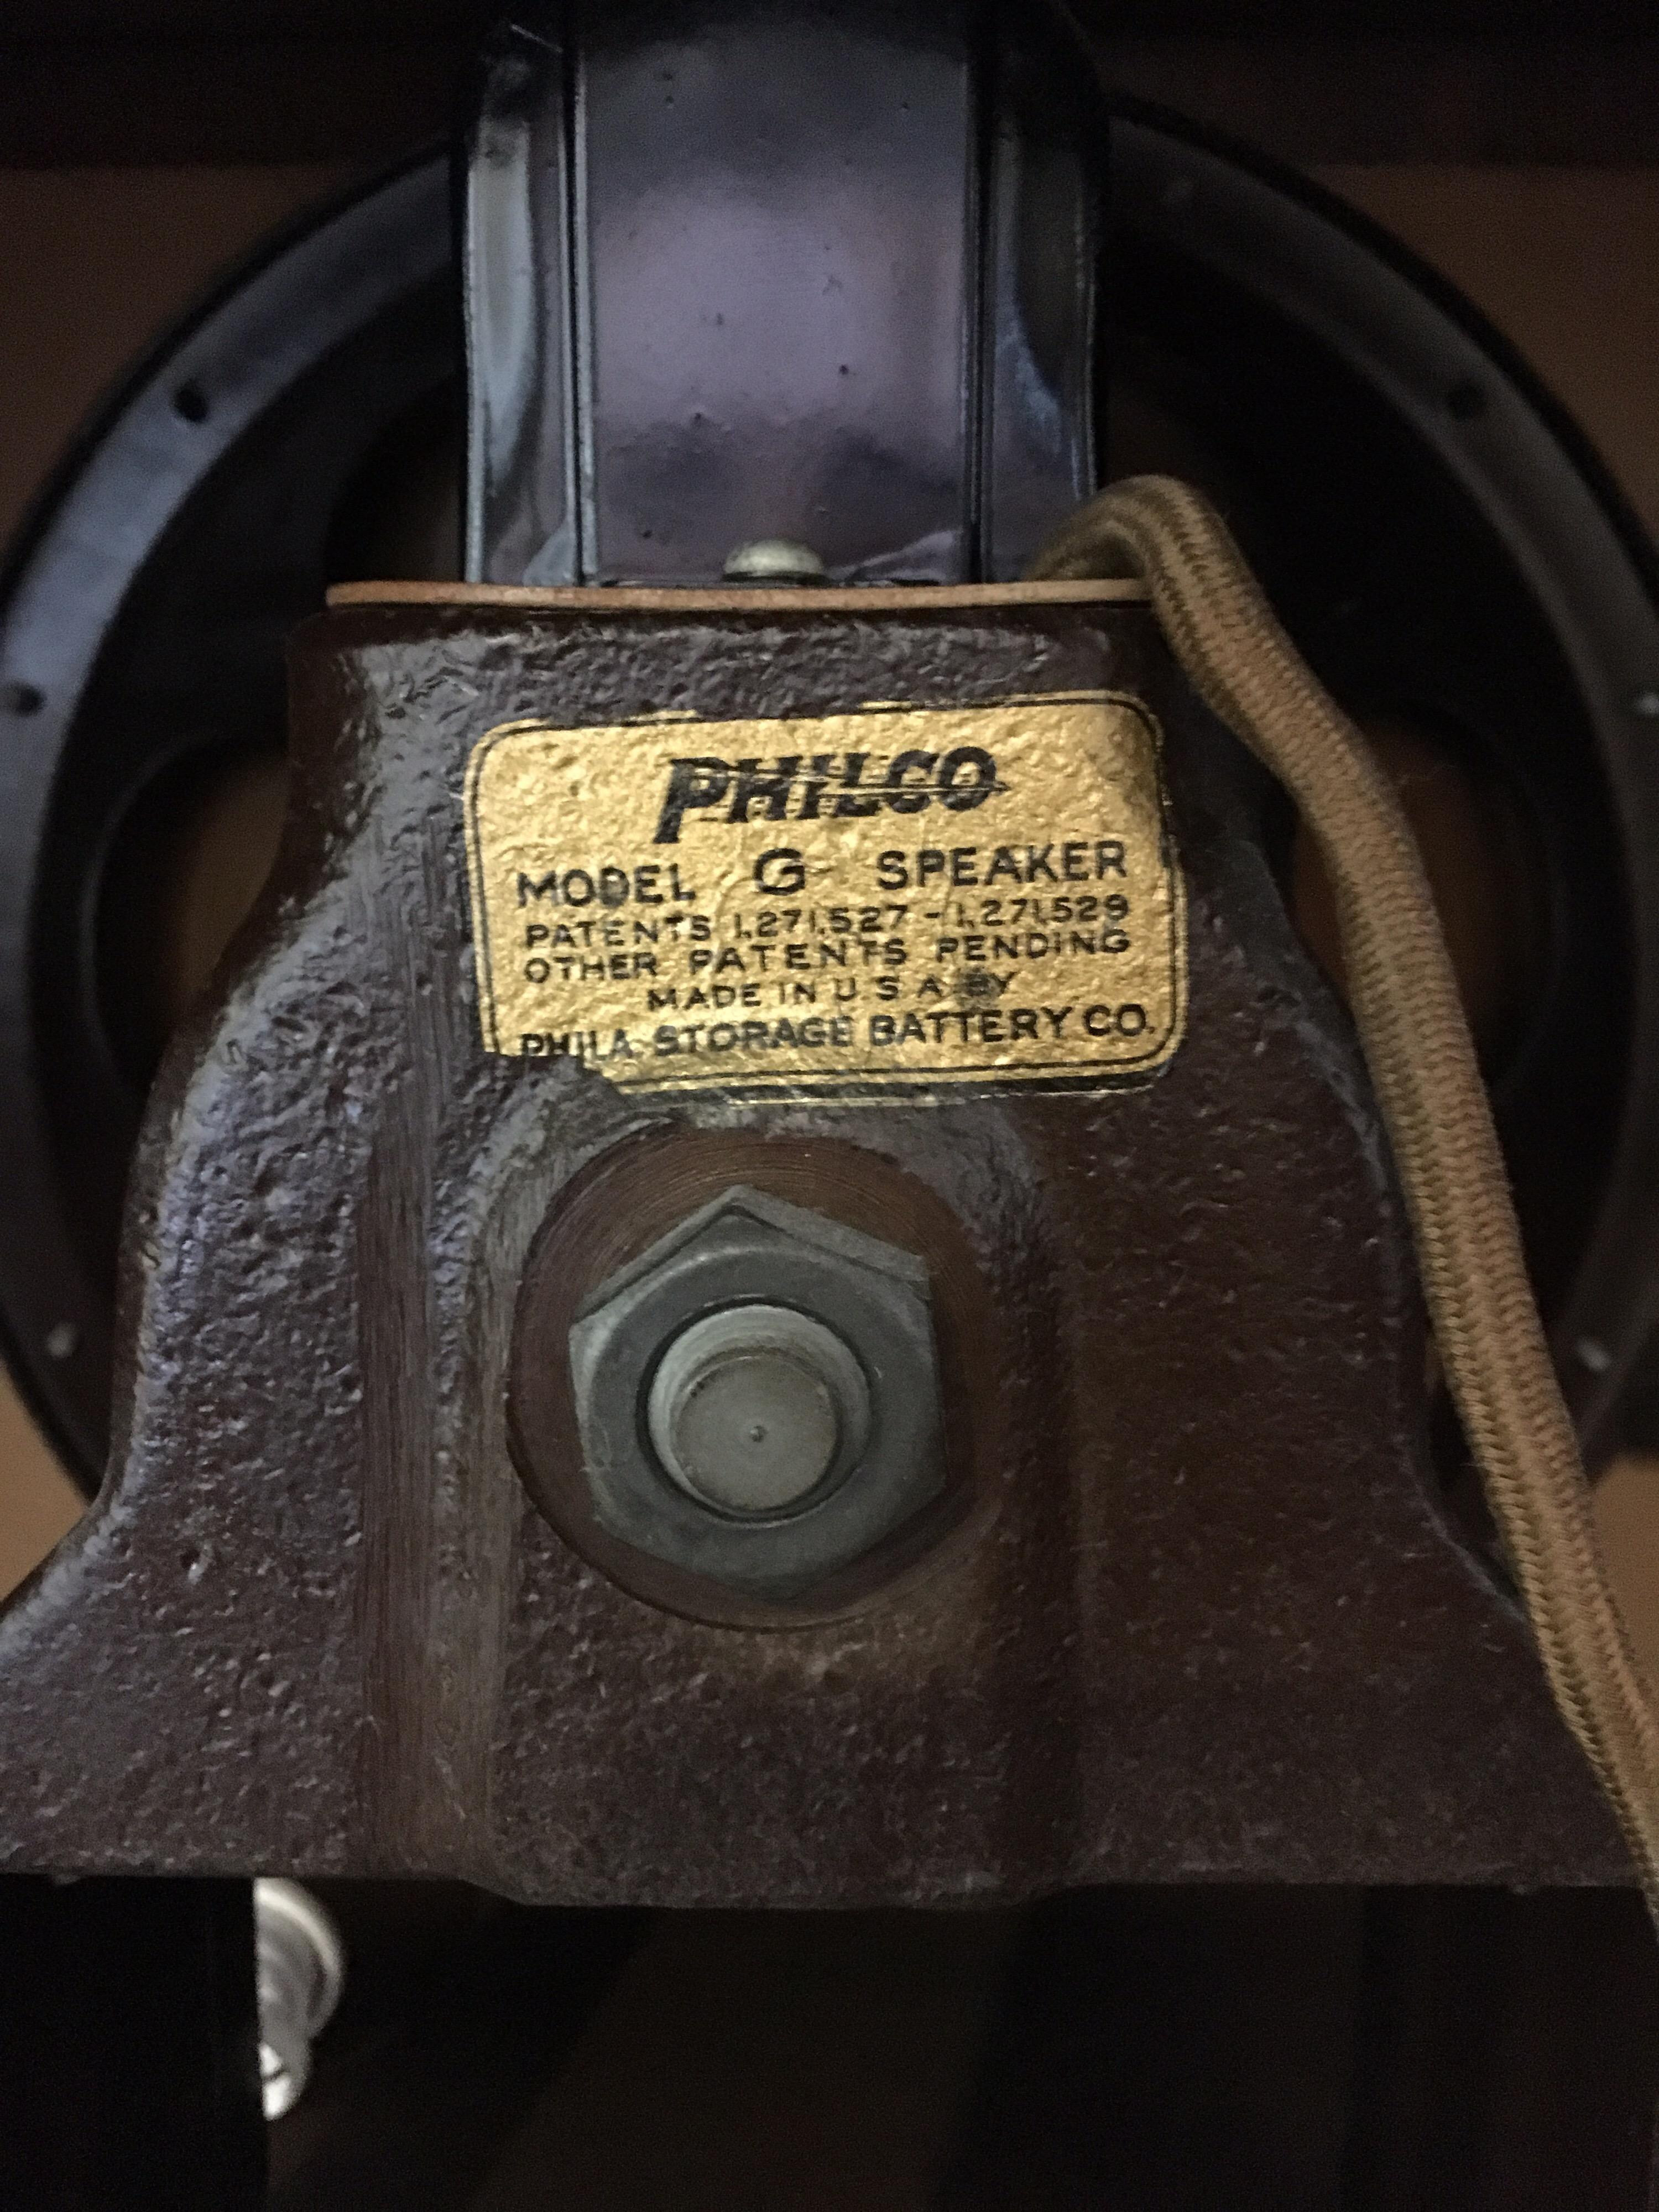 PHILCO
MODEL G SPEAKER
PATENTS 1,271,527 - 1,271,529
OTHER PATENTS PENDING
MADE IN U.S.A. BY
PHILA. STORAGE BATTERY CO.